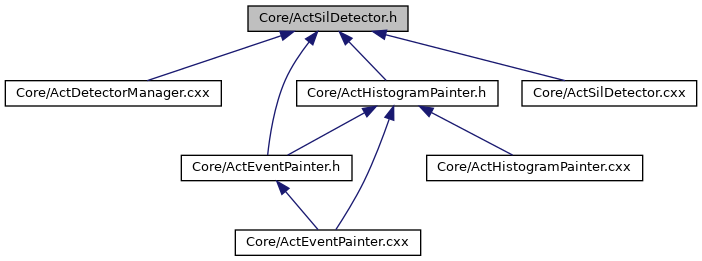 Core/ActSilDetector.h
Core/ActDetectorManager.cxx
Core/ActHistogramPainter.h
Core/ActSilDetector.cxx
Core/ActEventPainter.h
Core/ActHistogramPainter.cxx
Core/ActEventPainter.cxx